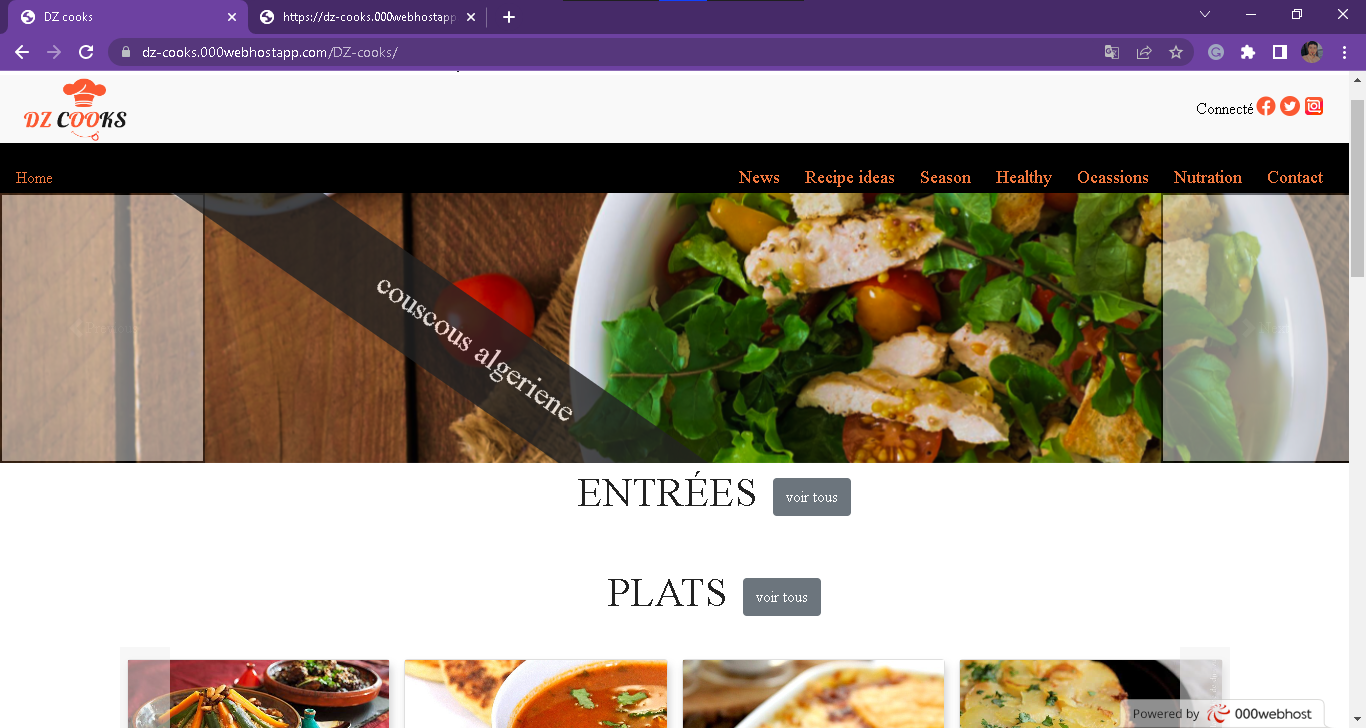 DZ cooks
https://dz-cooks.000webhostapp
dz-cooks.000webhostapp.com/DZ-cooks/
DZ COOKS
Connecté
Home
News
Recipe ideas
Season
Healthy
Ocassions
Nutration
Contact
couscous algeriene
ENTRÉES
voir tous
PLATS
voir tous
Powered by
000webhost